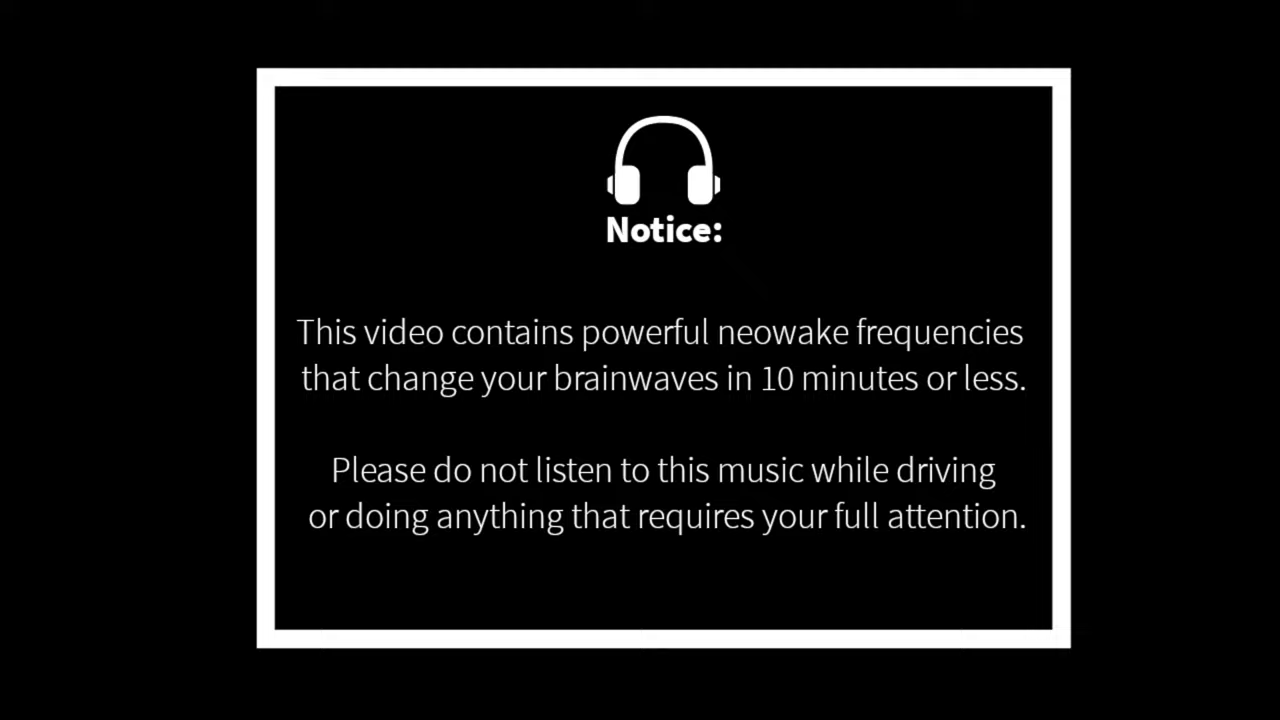 Notice:
This video contains powerful neowake frequencies
that change your brainwaves in 10 minutes or less.
Please do not listen to this music while driving
or doing anything that requires your full attention.